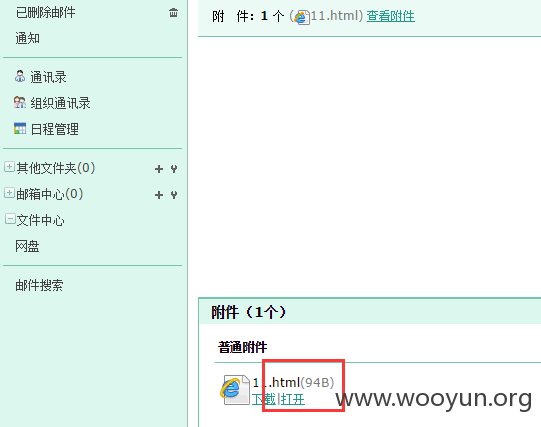 已删除邮件
通知
通讯录
组织通讯录
日程管理
其他文件夹(0)
邮箱中心(0)
文件中心
网盘
邮件搜索
附 件：1 个 (11.html) 查看附件
附件（1个）
普通附件
11.html(94B)
下载|打开
www.wooyun.org